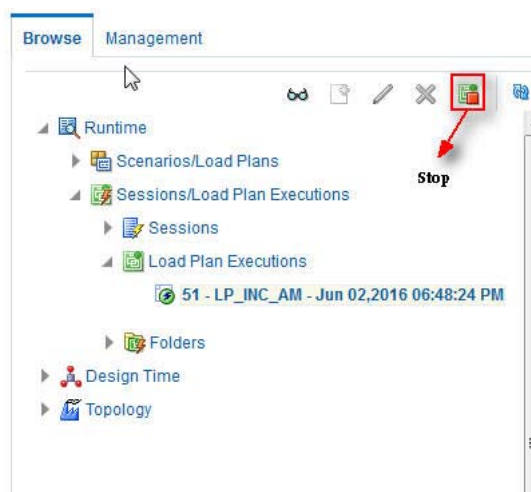 Browse Management
Stop
Runtime
Scenarios/Load Plans
Sessions/Load Plan Executions
Sessions
Load Plan Executions
51 - LP_INC_AM - Jun 02,2016 06:48:24 PM
Folders
Design Time
Topology